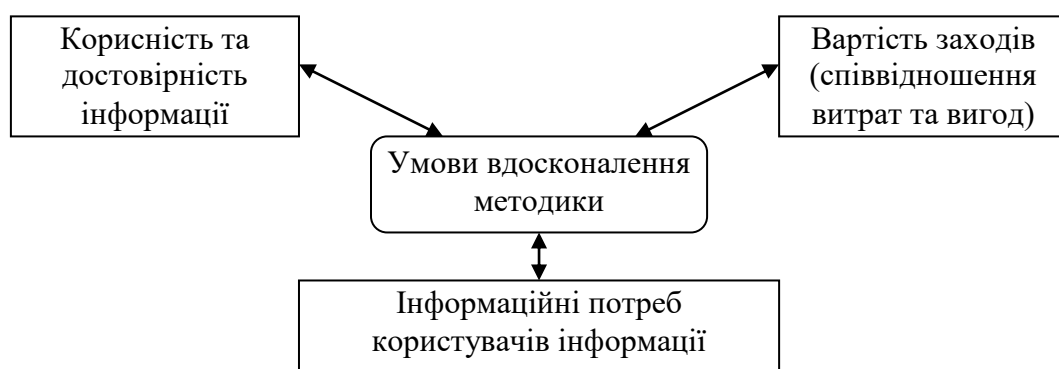 Корисність та
достовірність
інформації
Вартість заходів
(співвідношення
витрат та вигод)
Умови вдосконалення
методики
Інформаційні потреб
користувачів інформації